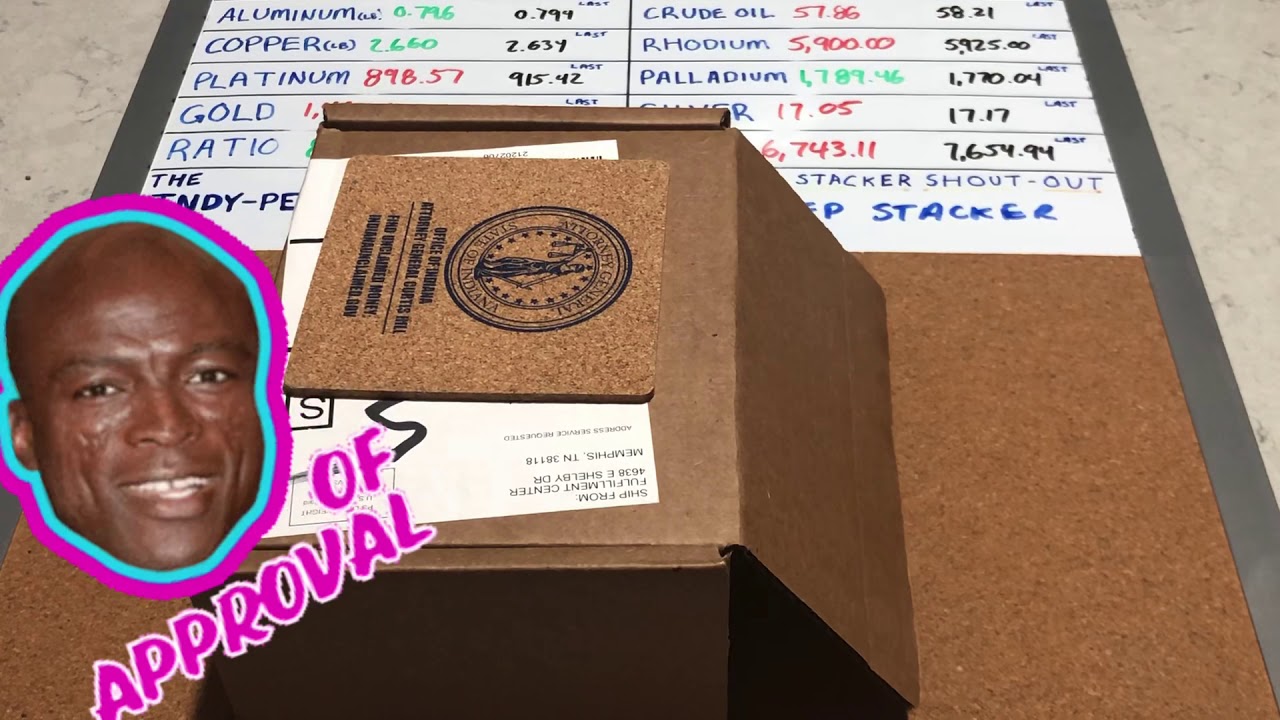 ALUMINUM (LB) 0.796 0.794 LAST
CRUDE OIL 57.86 58.21 LAST
COPPER (LB) 2.660 2.634 LAST
RHODIUM 5,900.00 5,925.00 LAST
PLATINUM 898.57 915.42 LAST
PALLADIUM 1,789.46 1,770.04 LAST
GOLD 1, LAST
R 17.05 17.17 LAST
RATIO
6,743.11 7,654.94 LAST
THE
STACKER SHOUT-OUT
INDY-PE
EP STACKER
21202706
OFFICE OF INDIANA
ATTORNEY GENERAL CURTIS HILL
FIND UNCLAIMED MONEY:
INDIANAUNCLAIMED.GOV
ATTORNEY GENERAL
STATE OF INDIANA
S
S
ADDRESS SERVICE REQUESTED
SHIP FROM:
FULFILLMENT CENTER
4638 E SHELBY DR
MEMPHIS, TN 38118
OF
APPROVAL